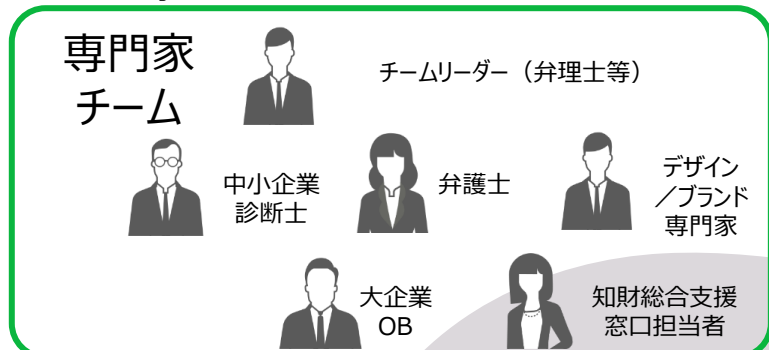 専門家
チーム
チームリーダー（弁理士等）
中小企業
診断士
弁護士
デザイン
／ブランド
専門家
大企業
OB
知財総合支援
窓口担当者